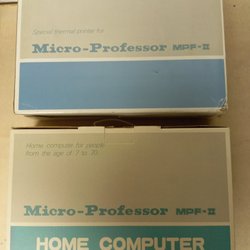 Special thermal printer for
Micro-Professor MPF-II
Home computer for people
from the age of 7 to 70.
Micro-Professor MPF-II
HOME COMPUTER